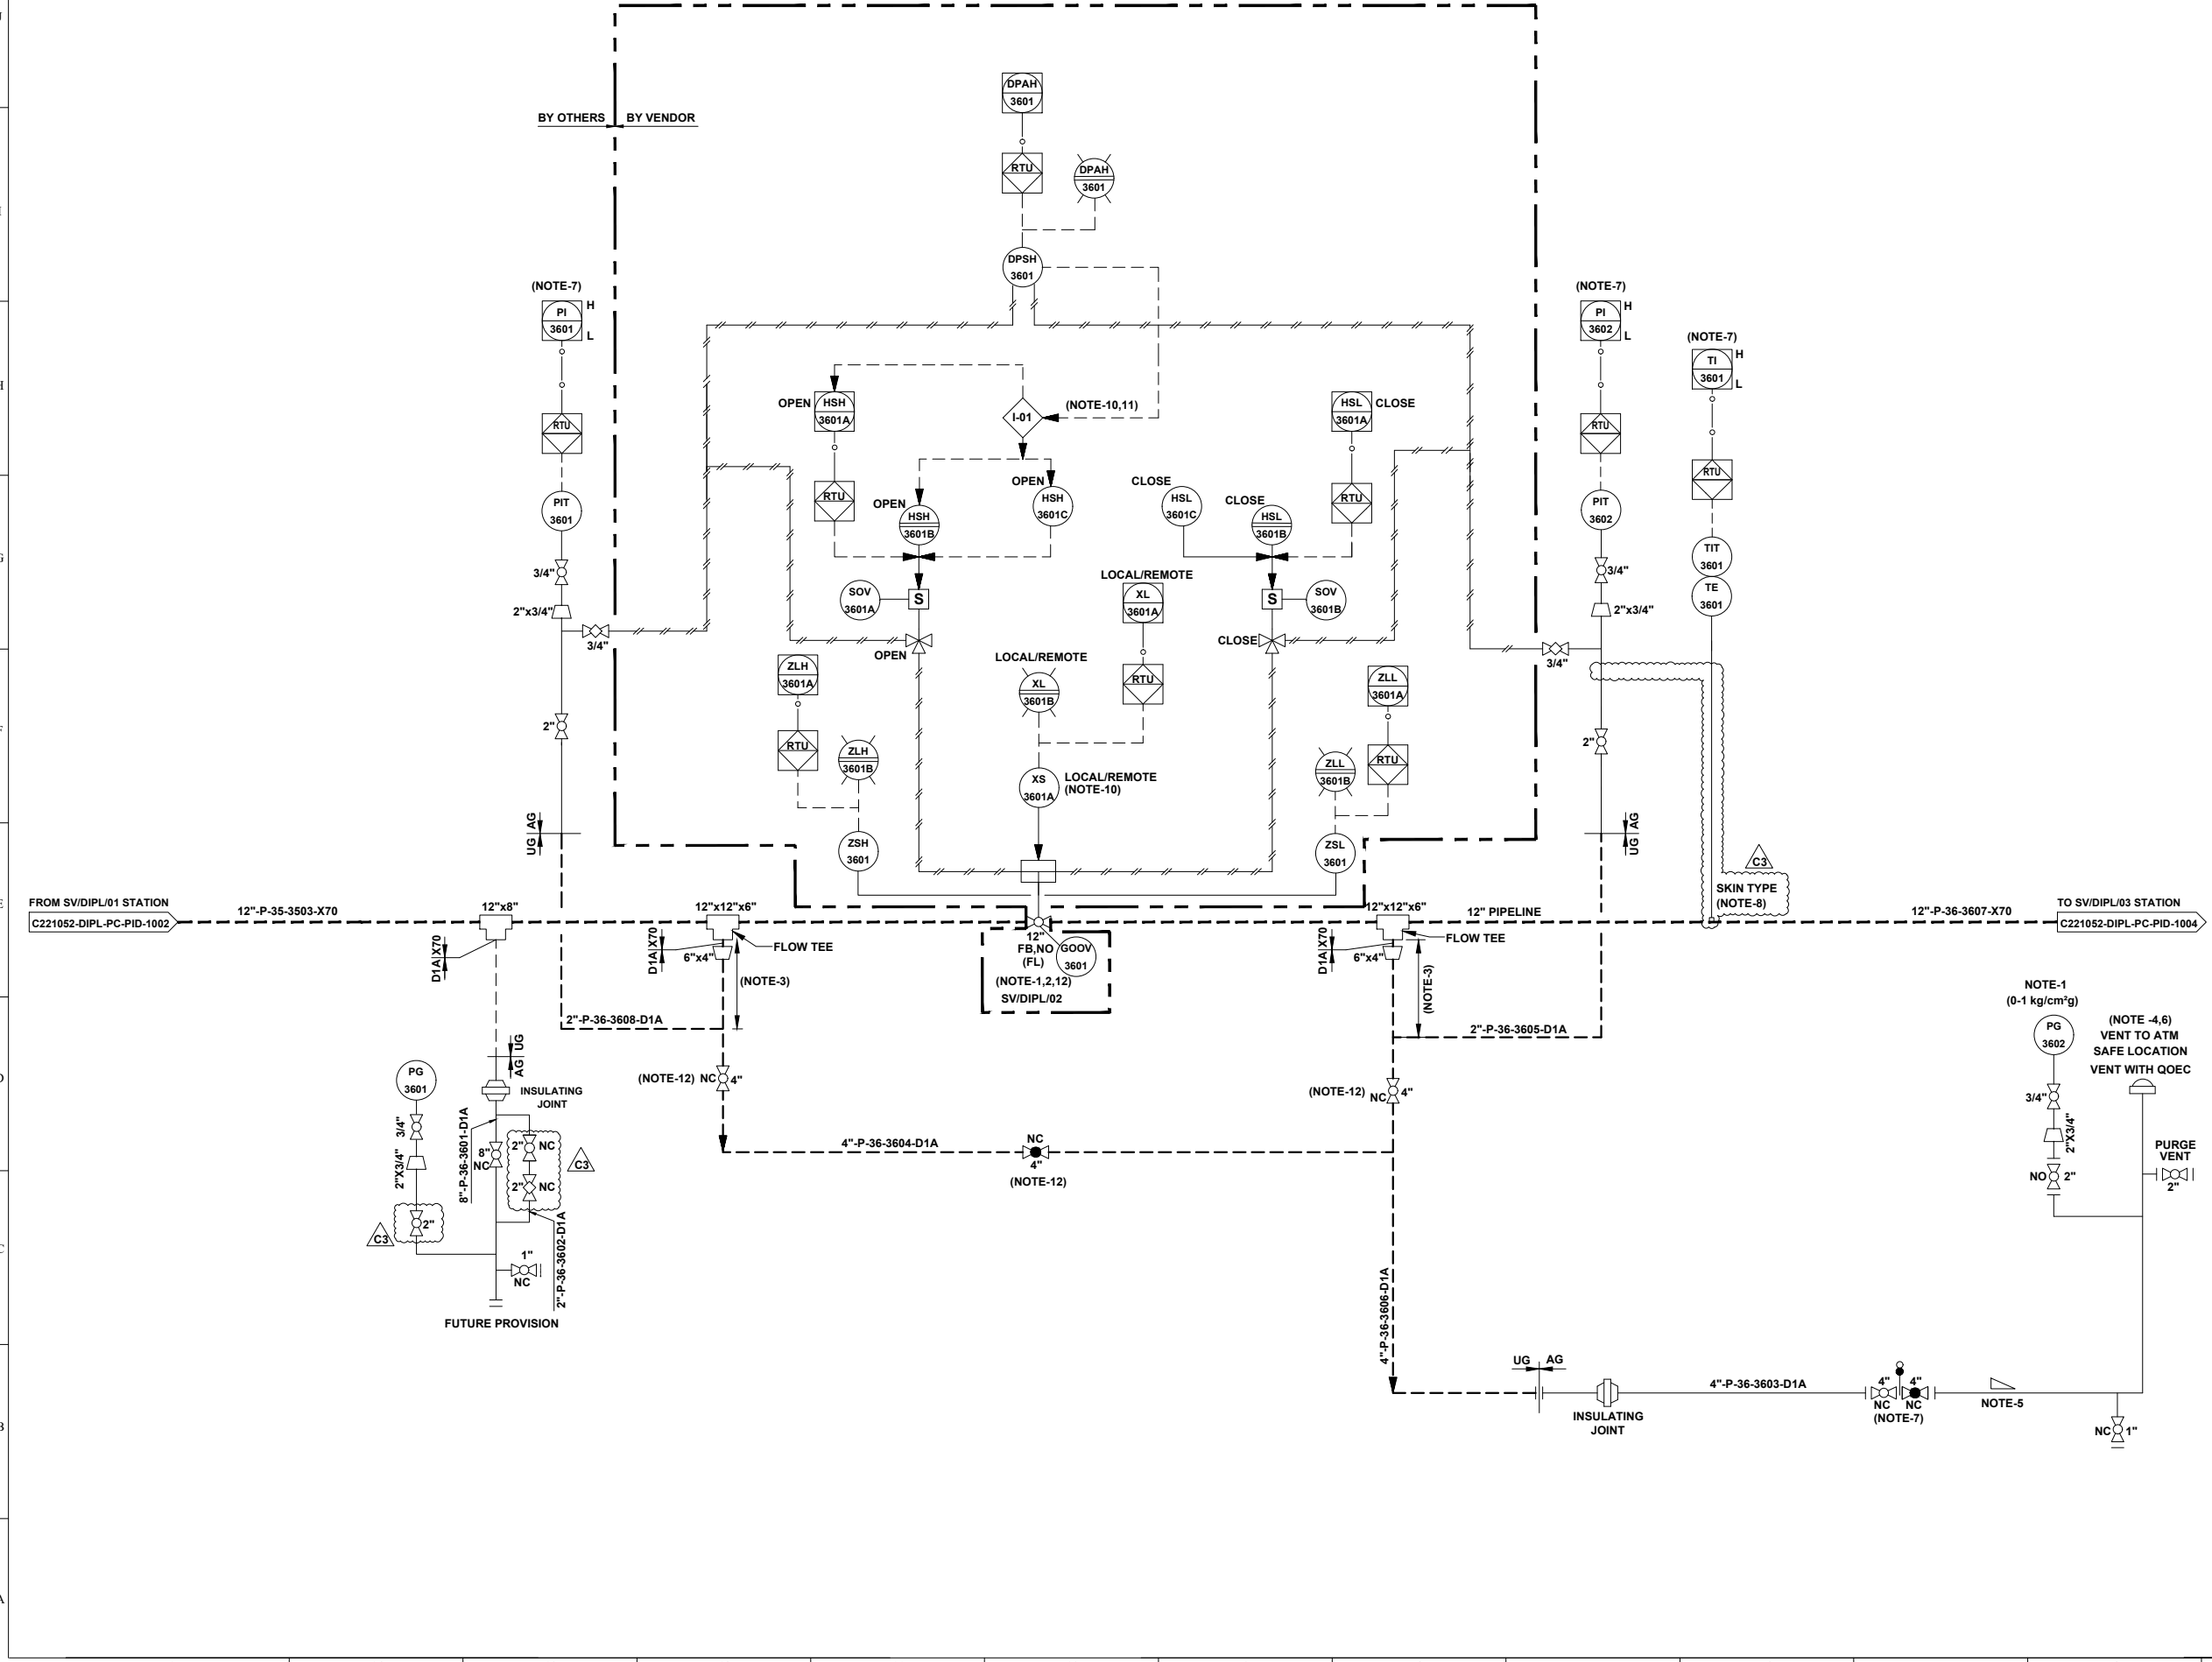 J
I
H
G
F
E
D
C
B
A
BY OTHERS
BY VENDOR
DPAH
3601
RTU
DPAH
3601
DPSH
3601
(NOTE-7)
PI
3601
H
L
RTU
PIT
3601
3/4"
2"x3/4"
3/4"
2"
UG
AG
OPEN
HSH
3601A
RTU
I-01
(NOTE-10,11)
OPEN
HSH
3601B
OPEN
HSH
3601C
CLOSE
HSL
3601C
CLOSE
HSL
3601B
HSL
3601A
CLOSE
RTU
SOV
3601A
S
OPEN
S
SOV
3601B
CLOSE
LOCAL/REMOTE
XL
3601A
RTU
LOCAL/REMOTE
XL
3601B
XS
3601A
LOCAL/REMOTE
(NOTE-10)
ZLH
3601A
RTU
ZLH
3601B
ZSH
3601
ZLL
3601A
RTU
ZLL
3601B
ZSL
3601
(NOTE-7)
PI
3602
H
L
RTU
PIT
3602
3/4"
2"x3/4"
3/4"
2"
UG
AG
(NOTE-7)
TI
3601
H
L
RTU
TIT
3601
TE
3601
C3
SKIN TYPE
(NOTE-8)
FROM SV/DIPL/01 STATION
C221052-DIPL-PC-PID-1002
12"-P-35-3503-X70
12"x8"
D1A
X70
12"x12"x6"
FLOW TEE
D1A
X70
6"x4"
(NOTE-3)
12"
FB,NO
(FL)
(NOTE-1,2,12)
SV/DIPL/02
GOOV
3601
12"x12"x6"
FLOW TEE
D1A
X70
6"x4"
(NOTE-3)
12" PIPELINE
12"-P-36-3607-X70
TO SV/DIPL/03 STATION
C221052-DIPL-PC-PID-1004
2"-P-36-3608-D1A
2"-P-36-3605-D1A
(NOTE-12)
NC
4"
(NOTE-12)
NC
4"
4"-P-36-3604-D1A
NC
4"
(NOTE-12)
4"-P-36-3606-D1A
AG
UG
INSULATING
JOINT
PG
3601
3/4"
2"X3/4"
2"
C3
8"-P-36-3601-D1A
8"
NC
2"
NC
2"
NC
C3
2"-P-36-3602-D1A
1"
NC
FUTURE PROVISION
NOTE-1
(0-1 kg/cm²g)
PG
3602
3/4"
2"X3/4"
NO
2"
(NOTE -4,6)
VENT TO ATM
SAFE LOCATION
VENT WITH QOEC
PURGE
VENT
2"
UG
AG
INSULATING
JOINT
4"-P-36-3603-D1A
4"
4"
NC
NC
(NOTE-7)
NOTE-5
NC
1"